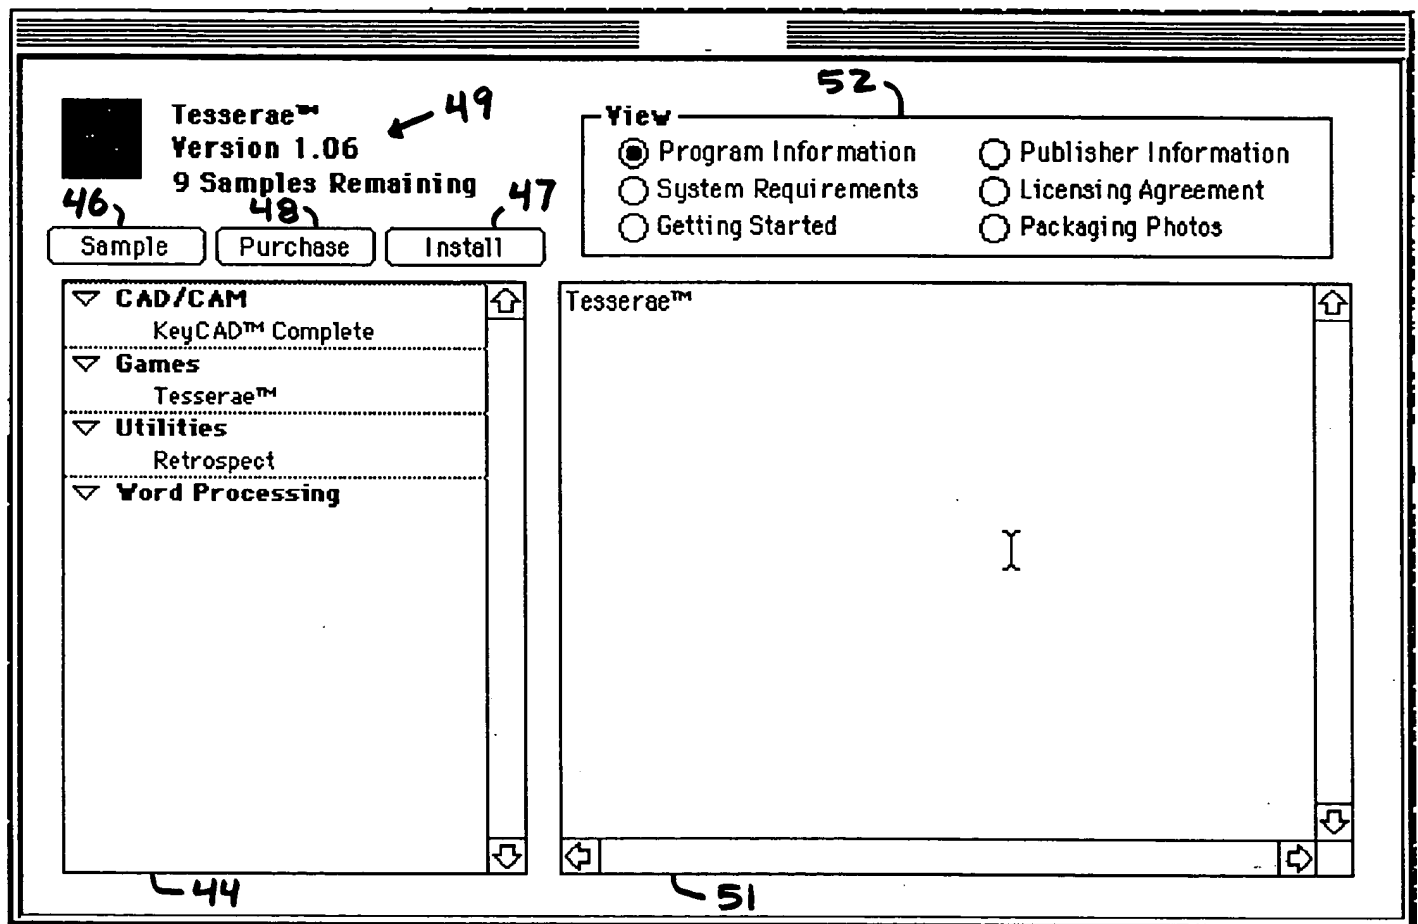 52
Tesserae™
49
Version 1.06
9 Samples Remaining
46
48
47
Sample
Purchase
Install
View
Program Information
Publisher Information
System Requirements
Licensing Agreement
Getting Started
Packaging Photos
CAD/CAM
KeyCAD™ Complete
Games
Tesserae™
Utilities
Retrospect
Word Processing
Tesserae™
44
51